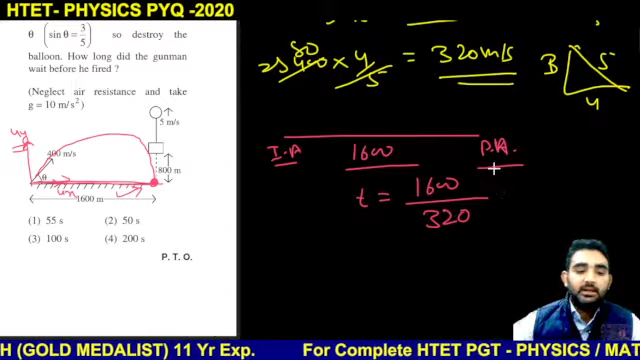 HTET- PHYSICS PYQ -2020
θ (sin θ = 3/5) so destroy the
balloon. How long did the gunman
wait before he fired ?
(Neglect air resistance and take
g = 10 m/s²)
5 m/s
400 m/s
θ
800 m
1600 m
(1) 55 s (2) 50 s
(3) 100 s (4) 200 s
P. T. O.
80
400 × 4/5 = 320 m/s
B 5
4
1600
t = 1600/320
H (GOLD MEDALIST) 11 Yr Exp. For Complete HTET PGT - PHYSICS / MAT